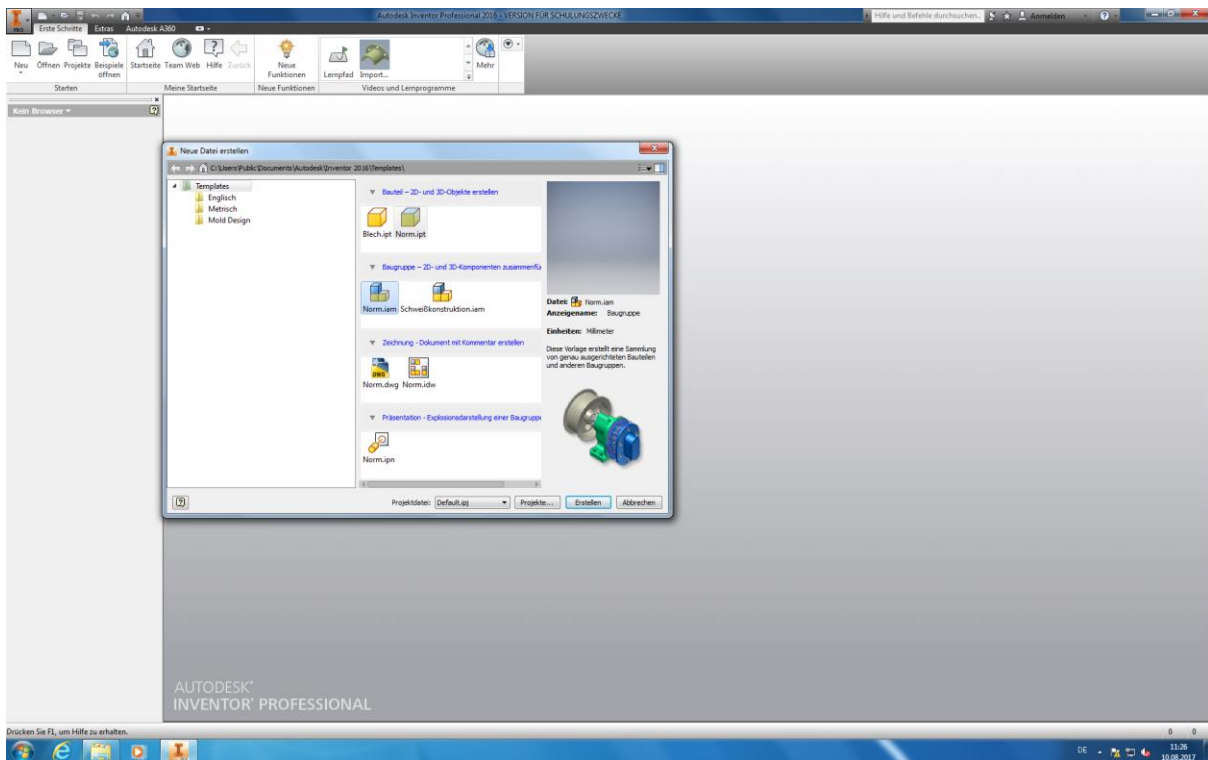 Autodesk Inventor Professional 2016 - VERSION FÜR SCHULUNGSZWECKE
Hilfe und Befehle durchsuchen...
Anmelden
PRO
Erste Schritte Extras Autodesk A360
Neu Öffnen Projekte Beispiele öffnen
Startseite Team Web Hilfe Zurück
Neue Funktionen
Lernpfad Import... Mehr
Starten Meine Startseite Neue Funktionen Videos und Lernprogramme
Kein Browser
Neue Datei erstellen
C:\Users\Public\Documents\Autodesk\Inventor 2016\Templates\
Templates
Englisch
Metrisch
Mold Design
Bauteil – 2D- und 3D-Objekte erstellen
Blech.ipt Norm.ipt
Baugruppe – 2D- und 3D-Komponenten zusammenfü
Norm.iam Schweißkonstruktion.iam
Zeichnung - Dokument mit Kommentar erstellen
DWG
Norm.dwg Norm.idw
Präsentation - Explosionsdarstellung einer Baugruppe
Norm.ipn
Datei: Norm.iam
Anzeigename: Baugruppe
Einheiten: Millimeter
Diese Vorlage erstellt eine Sammlung
von genau ausgerichteten Bauteilen
und anderen Baugruppen.
Projektdatei: Default.ipj Projekte... Erstellen Abbrechen
AUTODESK®
INVENTOR® PROFESSIONAL
Drücken Sie F1, um Hilfe zu erhalten.
0 0
DE
11:26
10.08.2017